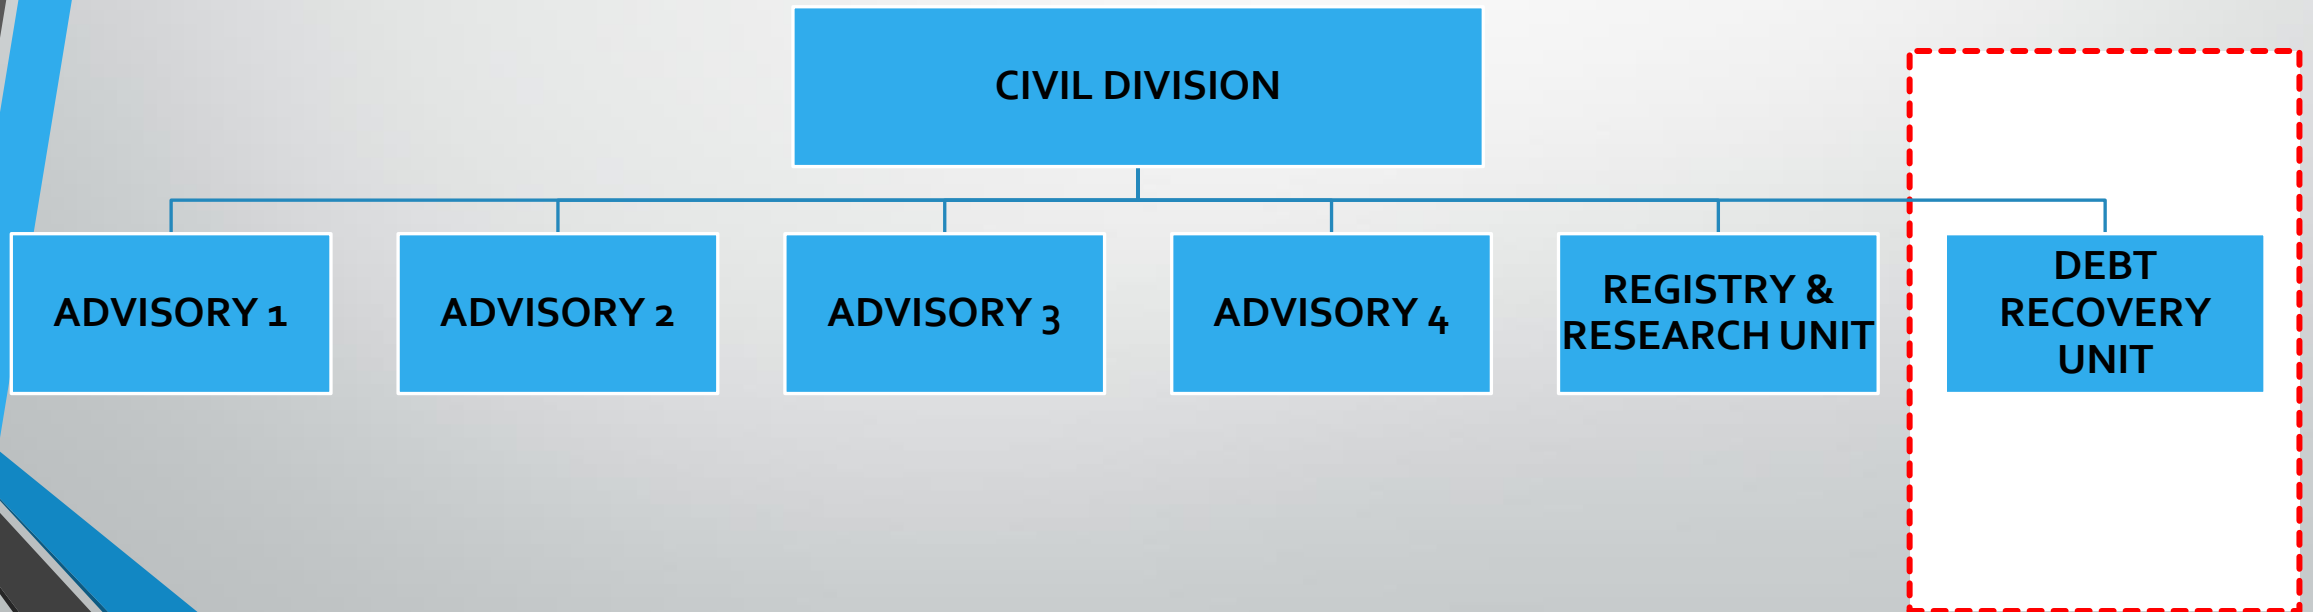 CIVIL DIVISION
ADVISORY 1
ADVISORY 2
ADVISORY 3
ADVISORY 4
REGISTRY &
RESEARCH UNIT
DEBT
RECOVERY
UNIT